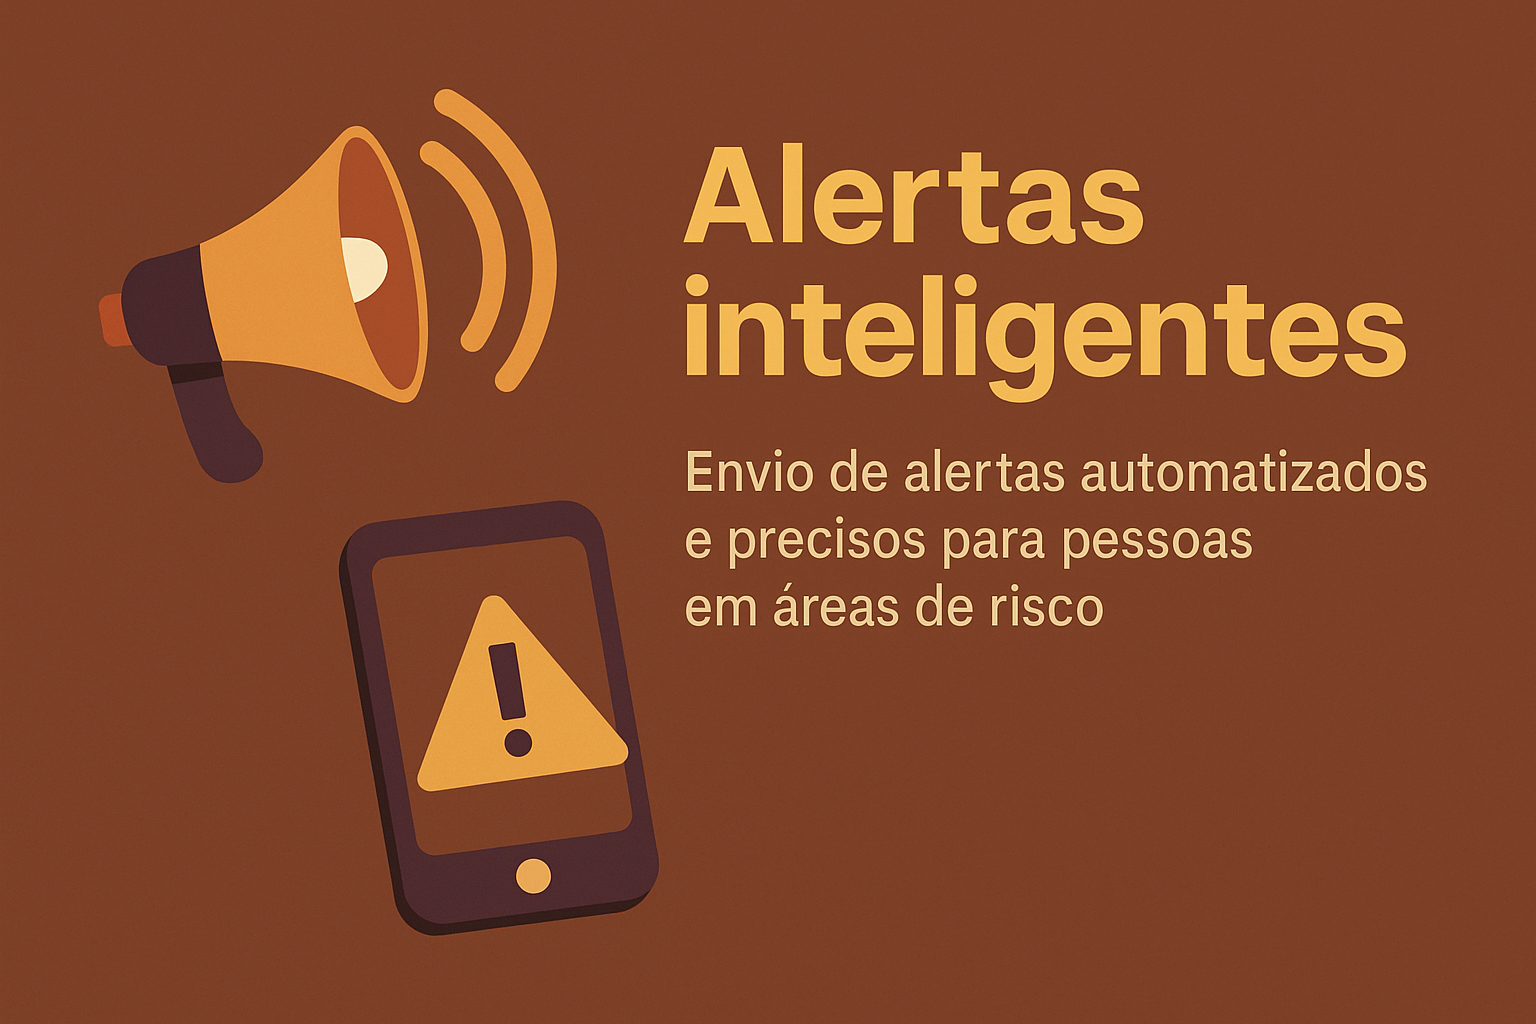 Alertas
inteligentes
Envio de alertas automatizados
e precisos para pessoas
em áreas de risco
!